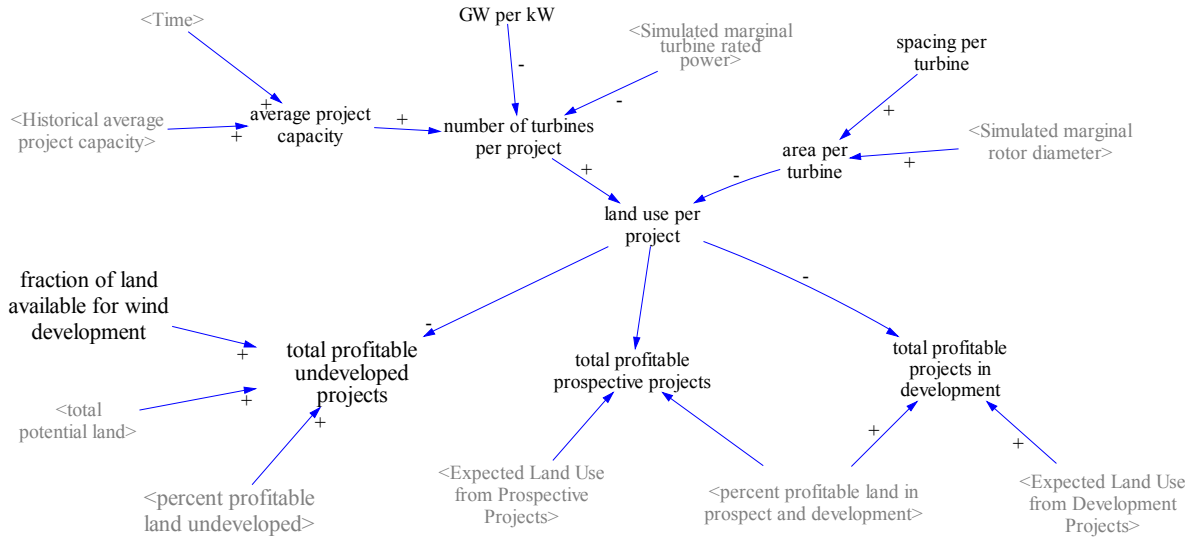 <Time>
GW per kW
<Simulated marginal
turbine rated
power>
spacing per
turbine
+
-
-
+
<Historical average
project capacity>
+
average project
capacity
+
number of turbines
per project
+
area per
turbine
+
<Simulated marginal
rotor diameter>
-
land use per
project
-
-
fraction of land
available for wind
development
+
total profitable
undeveloped
projects
total profitable
prospective projects
total profitable
projects in
development
<total
potential land>
+
+
+
+
<percent profitable
land undeveloped>
<Expected Land Use
from Prospective
Projects>
<percent profitable land in
prospect and development>
<Expected Land Use
from Development
Projects>